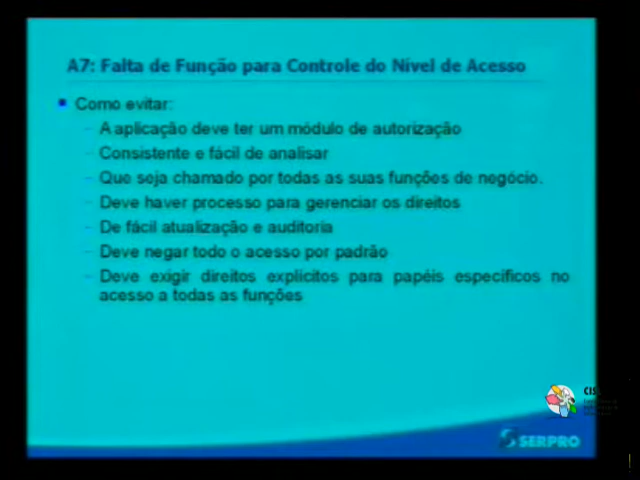 A7: Falta de Função para Controle do Nível de Acesso
Como evitar:
– A aplicação deve ter um módulo de autorização
– Consistente e fácil de analisar
– Que seja chamado por todas as suas funções de negócio.
– Deve haver processo para gerenciar os direitos
– De fácil atualização e auditoria
– Deve negar todo o acesso por padrão
– Deve exigir direitos explícitos para papéis específicos no
acesso a todas as funções
CIS
SERPRO